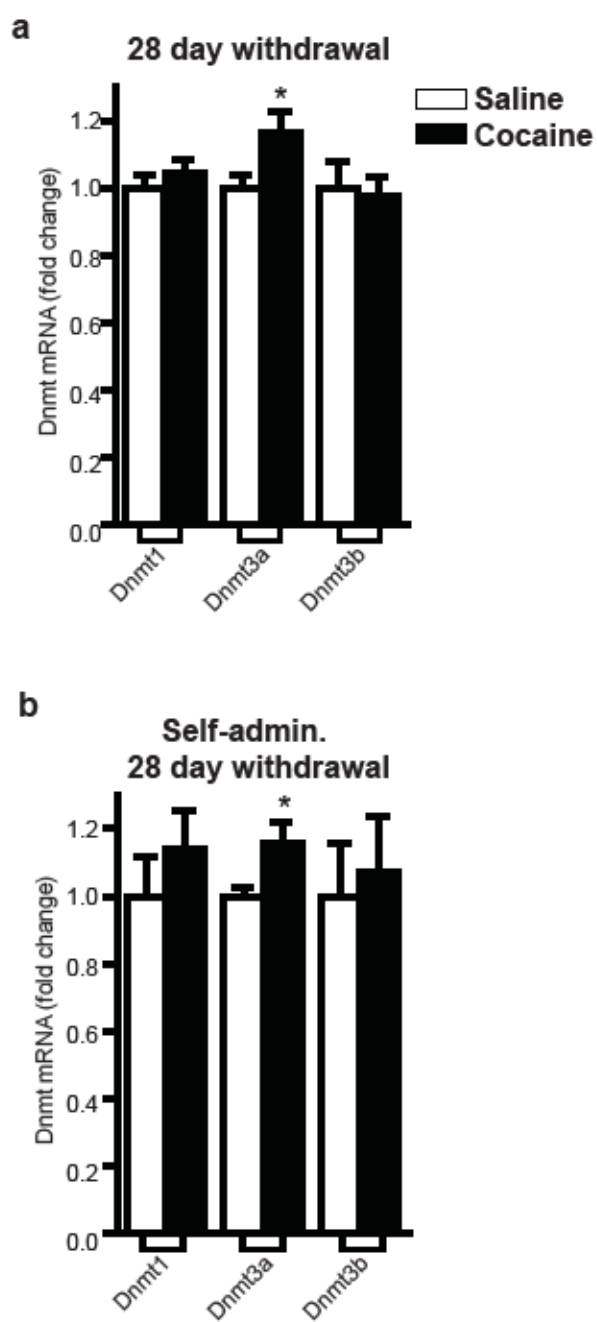 a
28 day withdrawal
*
Saline
Cocaine
Dnmt mRNA (fold change)
1.2
1.0
0.8
0.6
0.4
0.2
0.0
Dnmt1
Dnmt3a
Dnmt3b
b
Self-admin.
28 day withdrawal
*
Dnmt mRNA (fold change)
1.2
1.0
0.8
0.6
0.4
0.2
0.0
Dnmt1
Dnmt3a
Dnmt3b